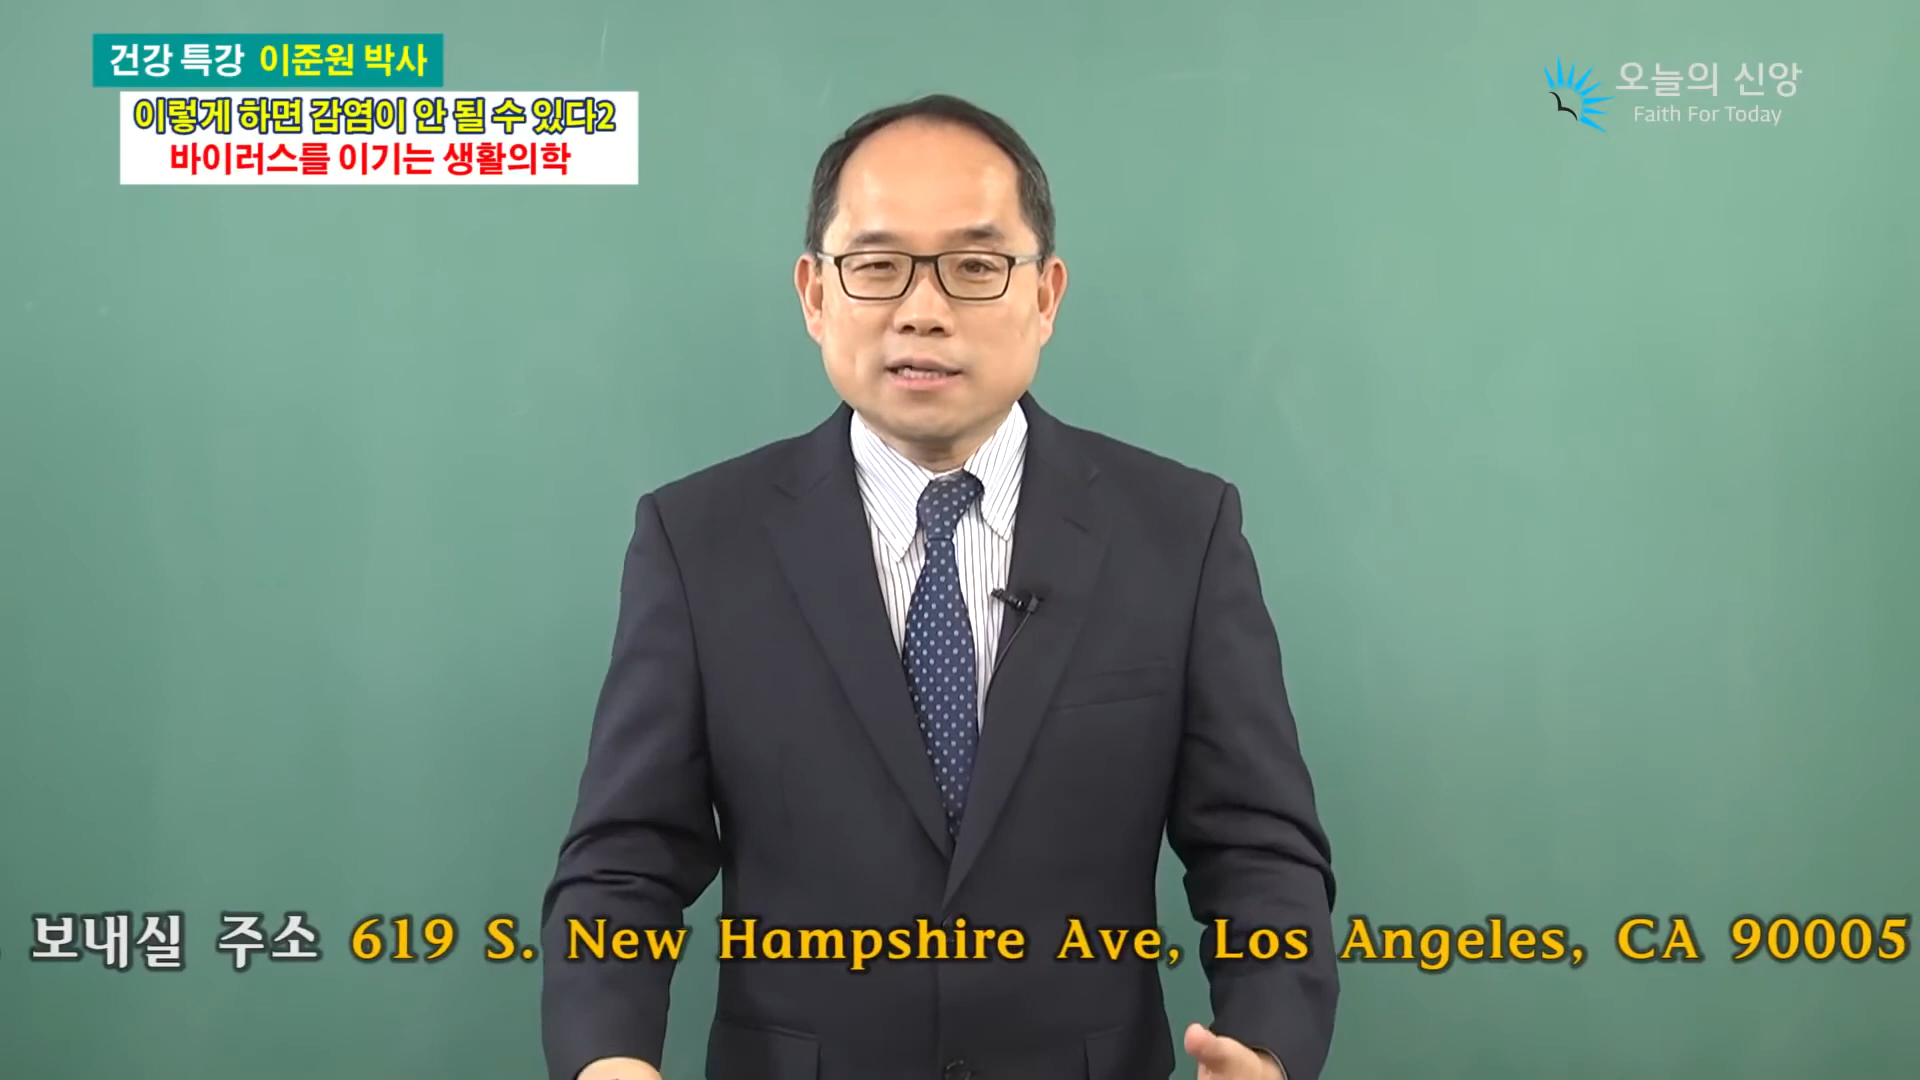 건강 특강 이준원 박사
이렇게 하면 감염이 안 될 수 있다2
바이러스를 이기는 생활의학
오늘의 신앙
Faith For Today
보내실 주소 619 S. New Hampshire Ave, Los Angeles, CA 90005